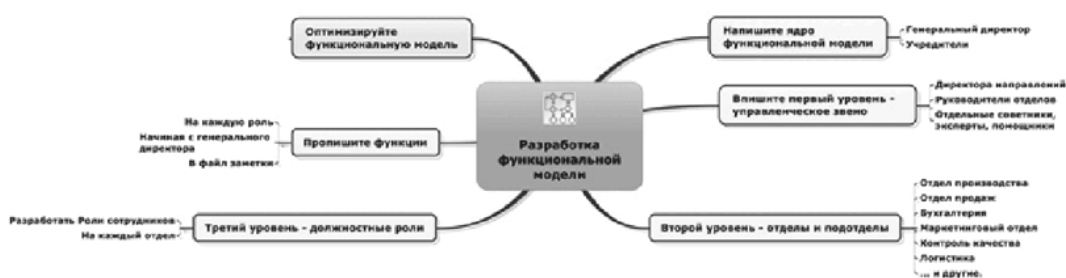 Разработка
функциональной
модели
Напишите ядро
функциональной модели
Генеральный директор
Учредители
Впишите первый уровень -
управленческое звено
Директора направлений
Руководители отделов
Отдельные советники,
эксперты, помощники
Второй уровень - отделы и подотделы
Отдел производства
Отдел продаж
Бухгалтерия
Маркетинговый отдел
Контроль качества
Логистика
... и другие.
Третий уровень - должностные роли
Разработать Роли сотрудников
На каждый отдел
Пропишите функции
На каждую роль
Начиная с генерального
директора
В файл заметки
Оптимизируйте
функциональную модель